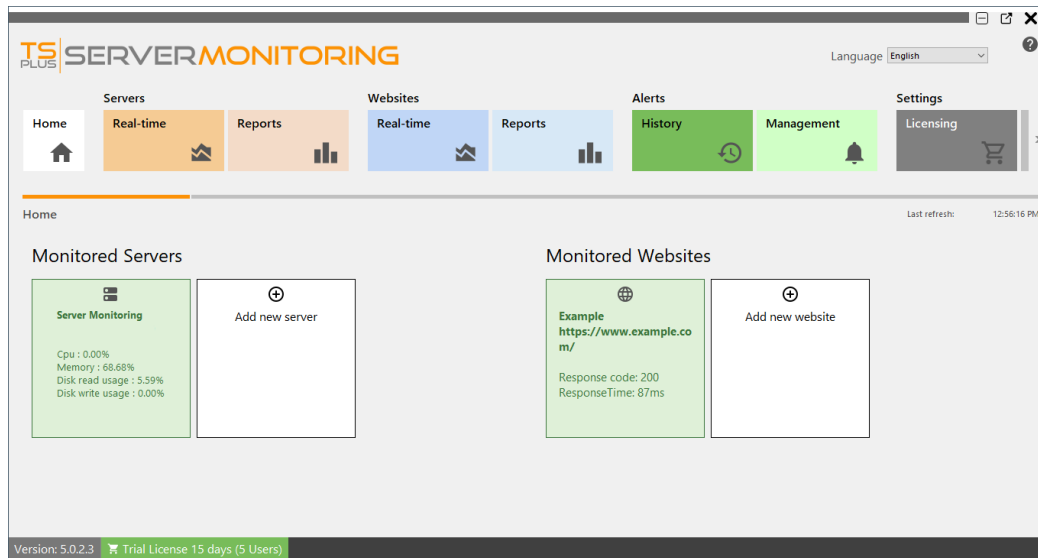 TS PLUS SERVERMONITORING
Language English
Servers
Websites
Alerts
Settings
Home
Real-time
Reports
Real-time
Reports
History
Management
Licensing
Home
Last refresh: 12:56:16 PM
Monitored Servers
Monitored Websites
Server Monitoring
Cpu : 0.00%
Memory : 68.68%
Disk read usage : 5.59%
Disk write usage : 0.00%
Add new server
Example
https://www.example.co
m/
Response code: 200
ResponseTime: 87ms
Add new website
Version: 5.0.2.3
Trial License 15 days (5 Users)